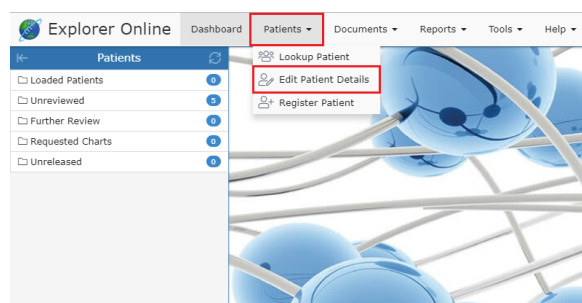 Explorer Online Dashboard Patients Documents Reports Tools Help
Patients
Lookup Patient
Edit Patient Details
Register Patient
Loaded Patients 0
Unreviewed 5
Further Review 0
Requested Charts 0
Unreleased 0